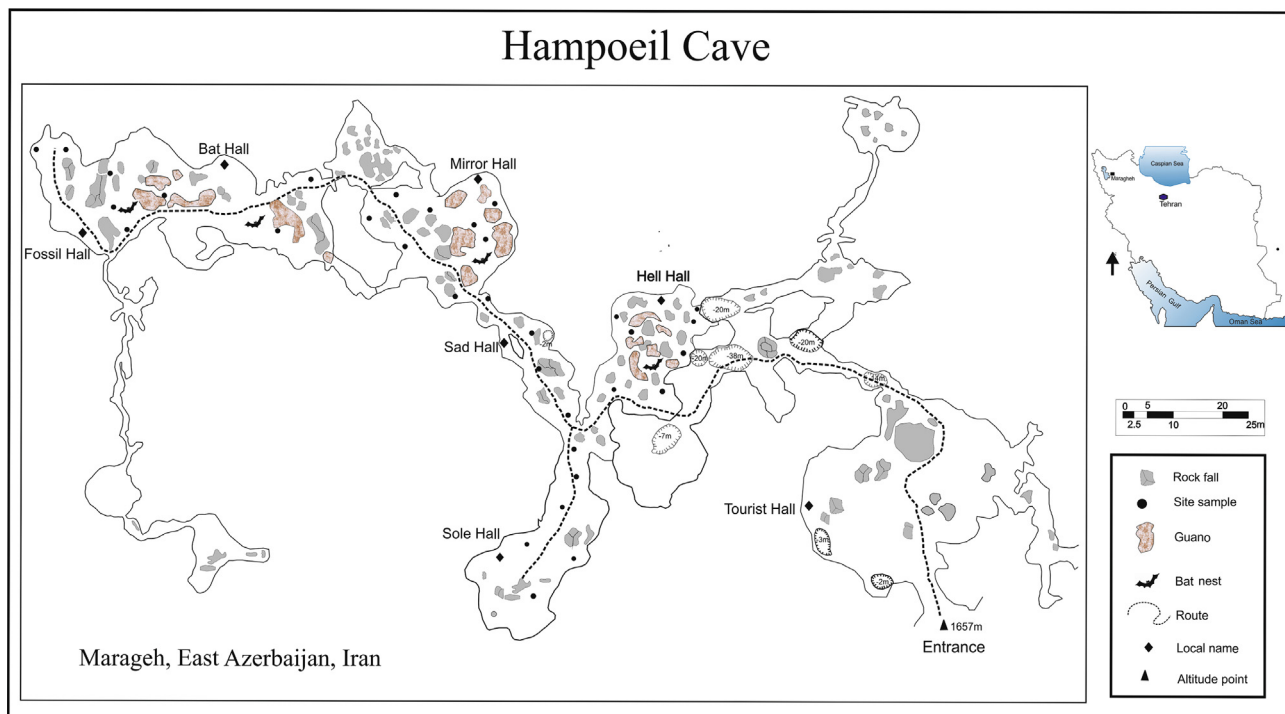 Hampoeil Cave
Bat Hall
Mirror Hall
Fossil Hall
Hell Hall
-20m
-2m
Sad Hall
-20m
-38m
-20m
-7m
Tourist Hall
-3m
Sole Hall
-2m
1657m
Entrance
Marageh, East Azerbaijan, Iran
Caspian Sea
Maragheh
Tehran
Persian Gulf
Oman Sea
0 5 20
2.5 10 25m
Rock fall
Site sample
Guano
Bat nest
Route
Local name
Altitude point